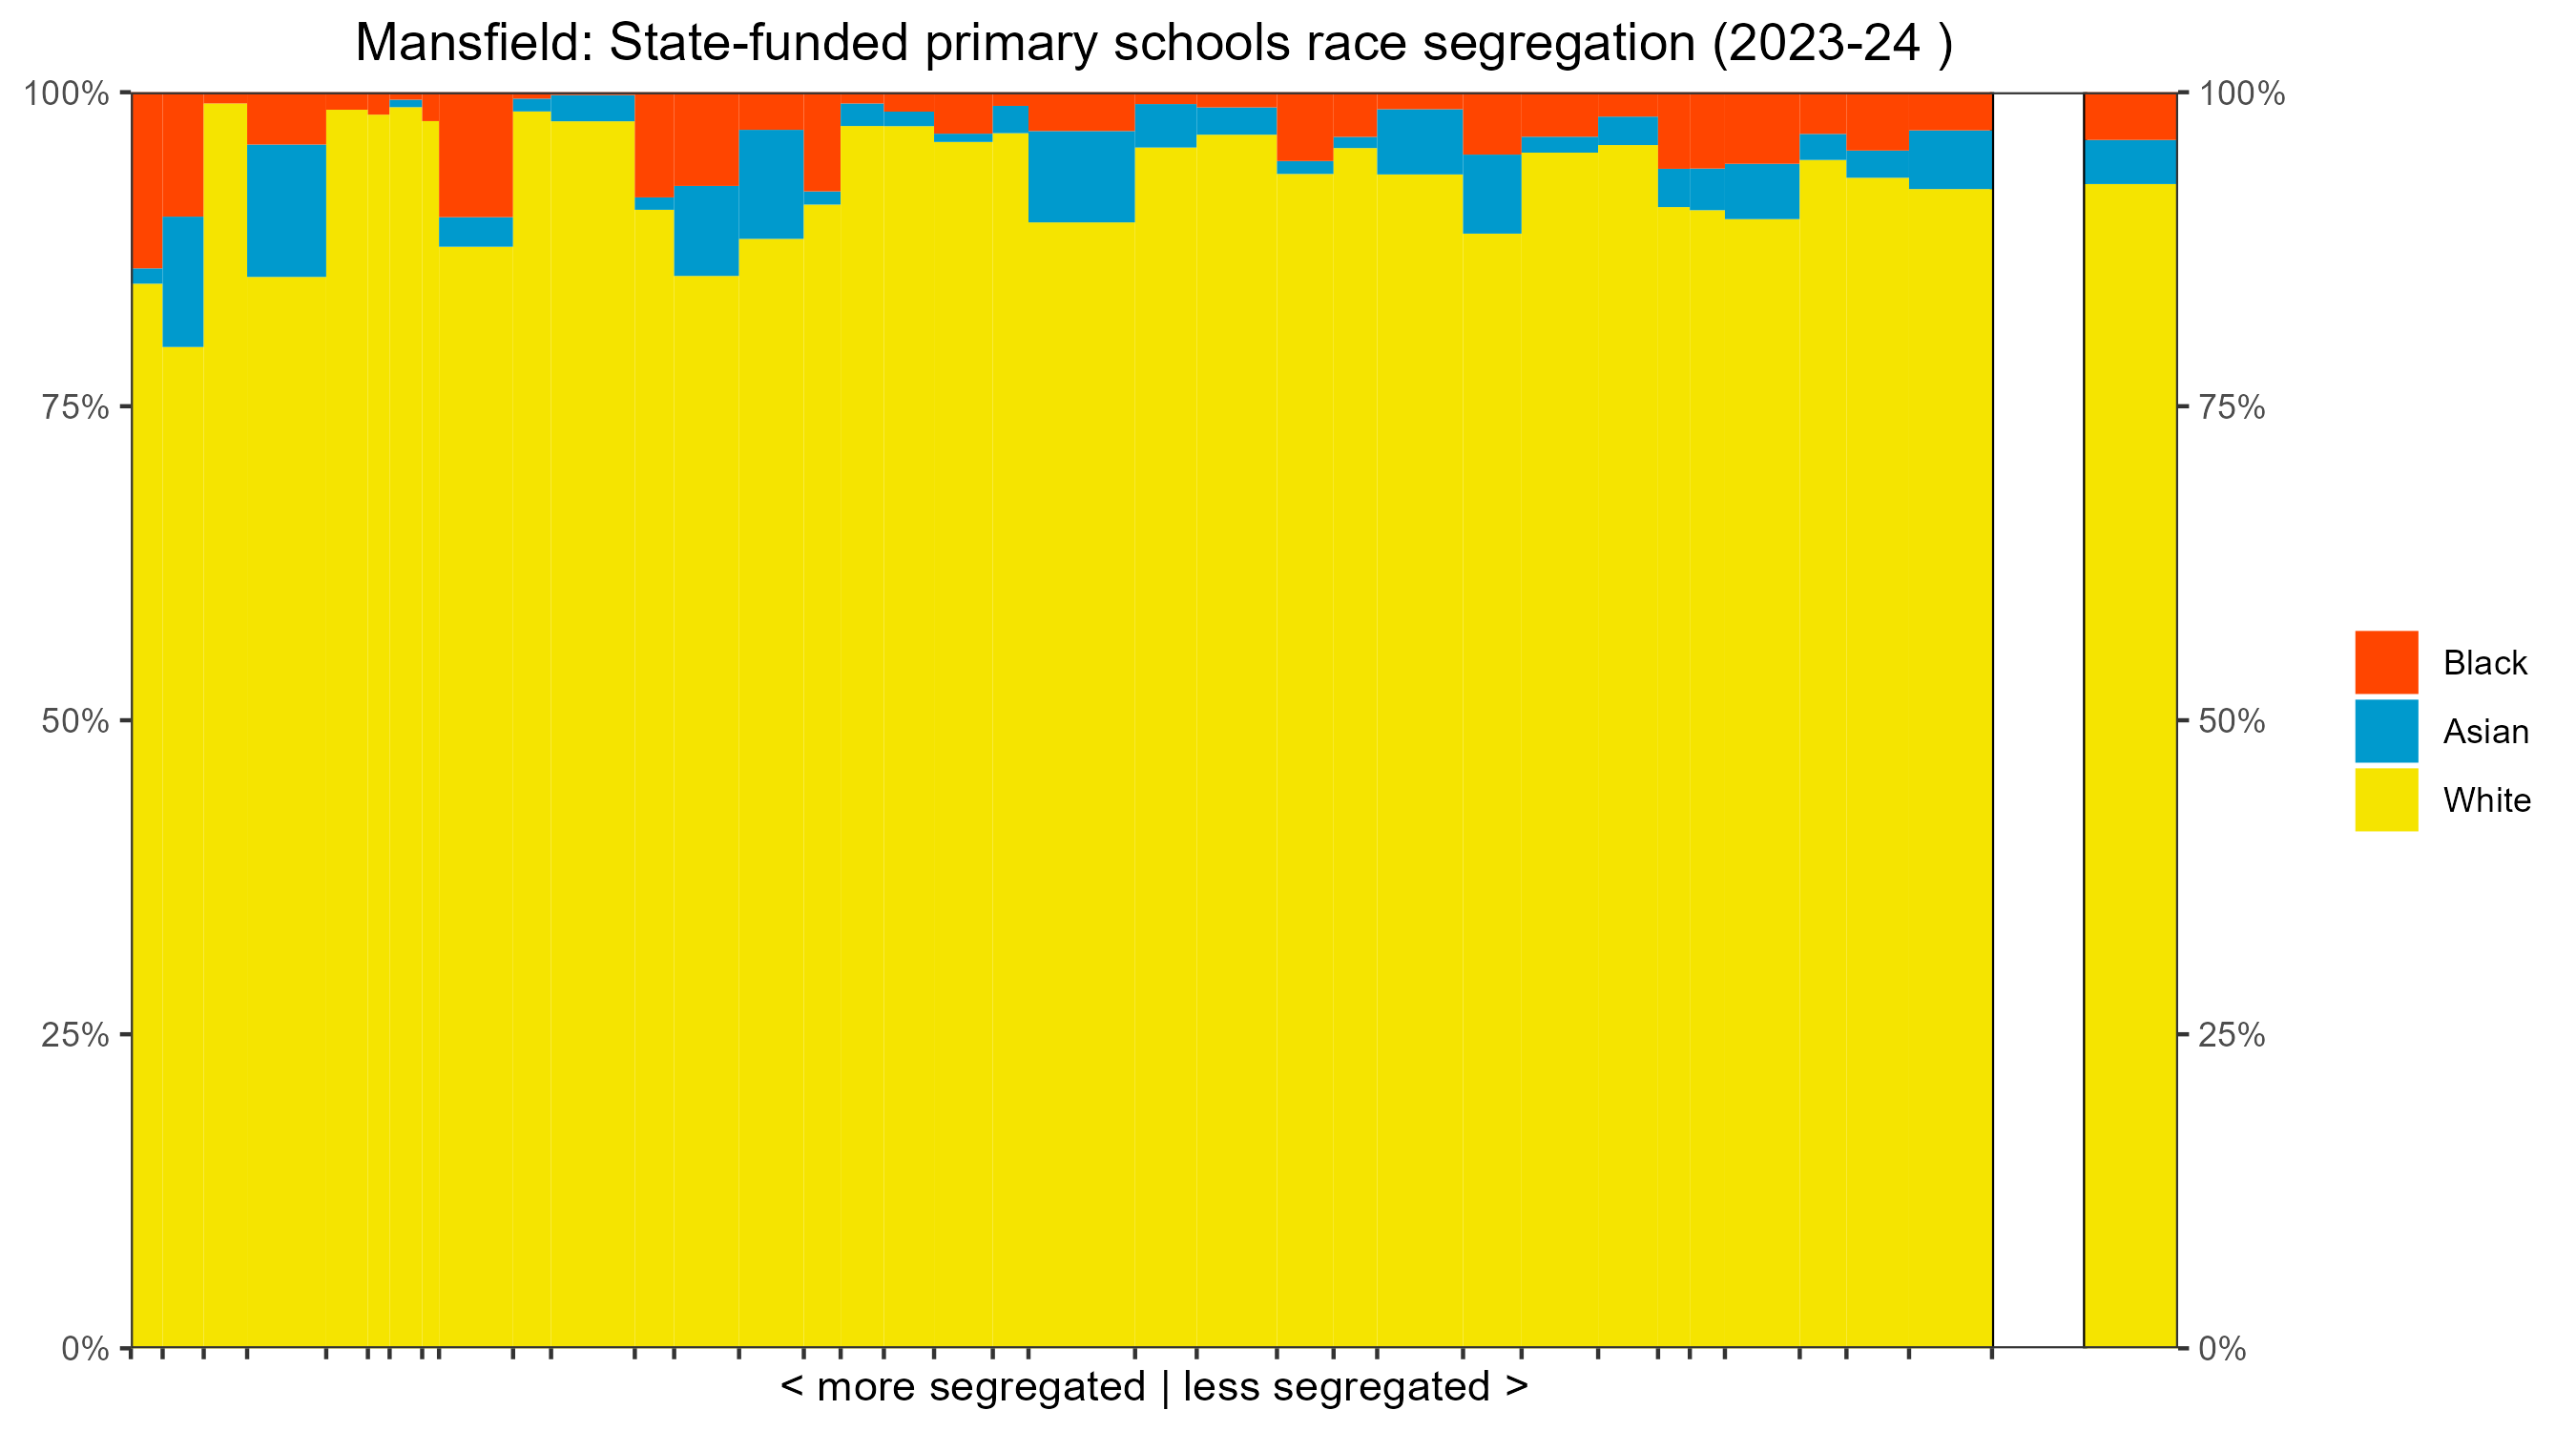 Mansfield: State-funded primary schools race segregation (2023-24 )
100%
75%
50%
25%
0%
100%
75%
50%
25%
0%
Black
Asian
White
< more segregated | less segregated >